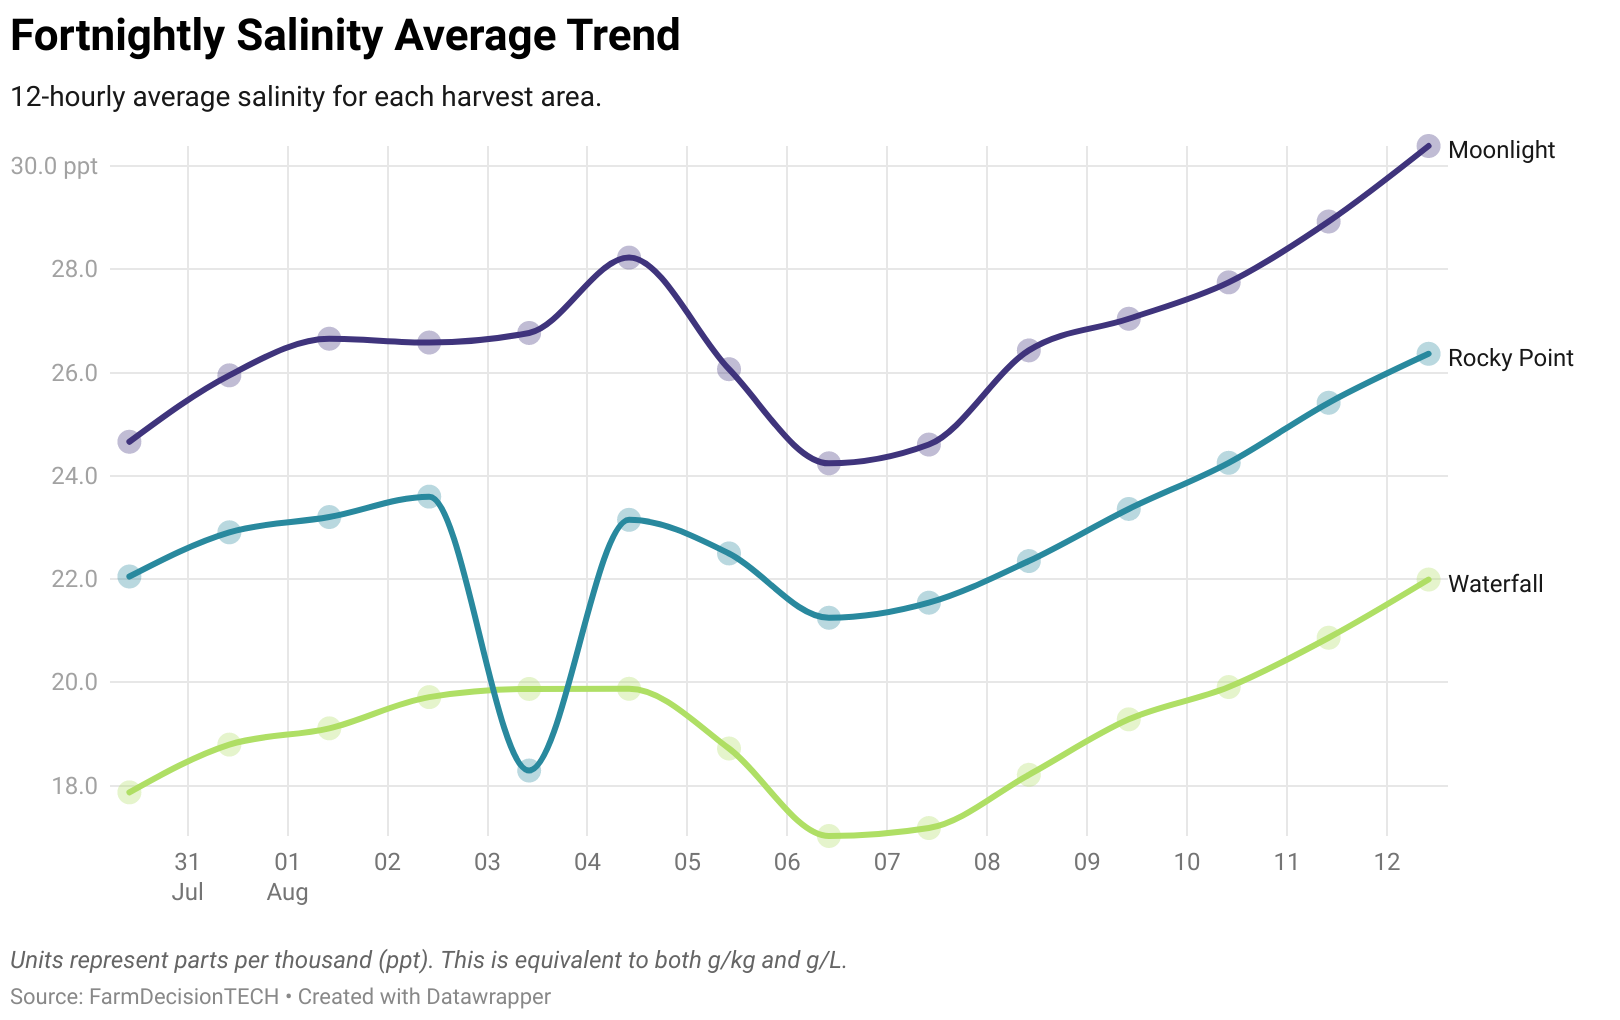 Fortnightly Salinity Average Trend
12-hourly average salinity for each harvest area.
30.0 ppt
28.0
26.0
24.0
22.0
20.0
18.0
Moonlight
Rocky Point
Waterfall
31 01 02 03 04 05 06 07 08 09 10 11 12
Jul Aug
Units represent parts per thousand (ppt). This is equivalent to both g/kg and g/L.
Source: FarmDecisionTECH • Created with Datawrapper